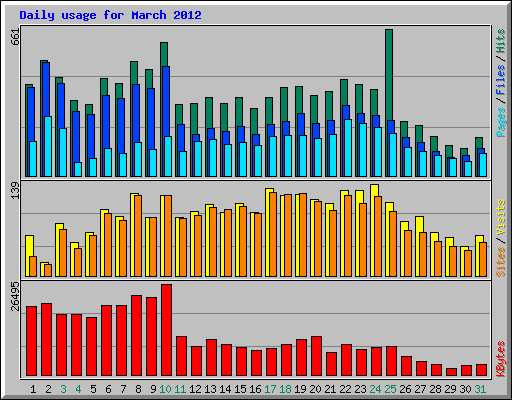 Daily usage for March 2012
661
Pages / Files / Hits
139
Sites / Visits
26495
KBytes
1 2 3 4 5 6 7 8 9 10 11 12 13 14 15 16 17 18 19 20 21 22 23 24 25 26 27 28 29 30 31